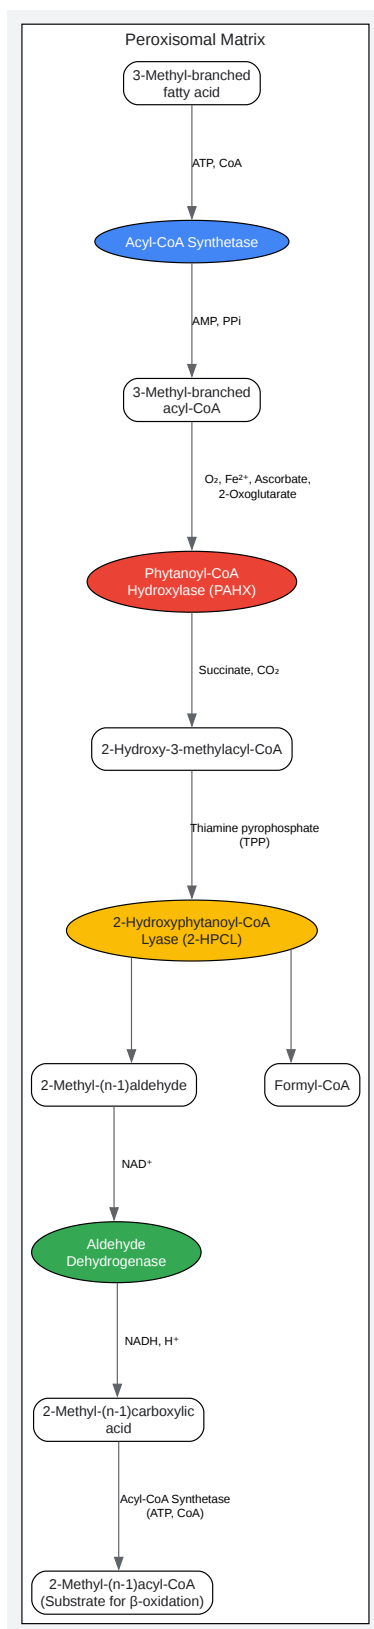 Peroxisomal Matrix
3-Methyl-branched
fatty acid
ATP, CoA
Acyl-CoA Synthetase
AMP, PPi
3-Methyl-branched
acyl-CoA
O₂, Fe²⁺, Ascorbate,
2-Oxoglutarate
Phytanoyl-CoA
Hydroxylase (PAHX)
Succinate, CO₂
2-Hydroxy-3-methylacyl-CoA
Thiamine pyrophosphate
(TPP)
2-Hydroxyphytanoyl-CoA
Lyase (2-HPCL)
2-Methyl-(n-1)aldehyde
Formyl-CoA
NAD⁺
Aldehyde
Dehydrogenase
NADH, H⁺
2-Methyl-(n-1)carboxylic
acid
Acyl-CoA Synthetase
(ATP, CoA)
2-Methyl-(n-1)acyl-CoA
(Substrate for β-oxidation)